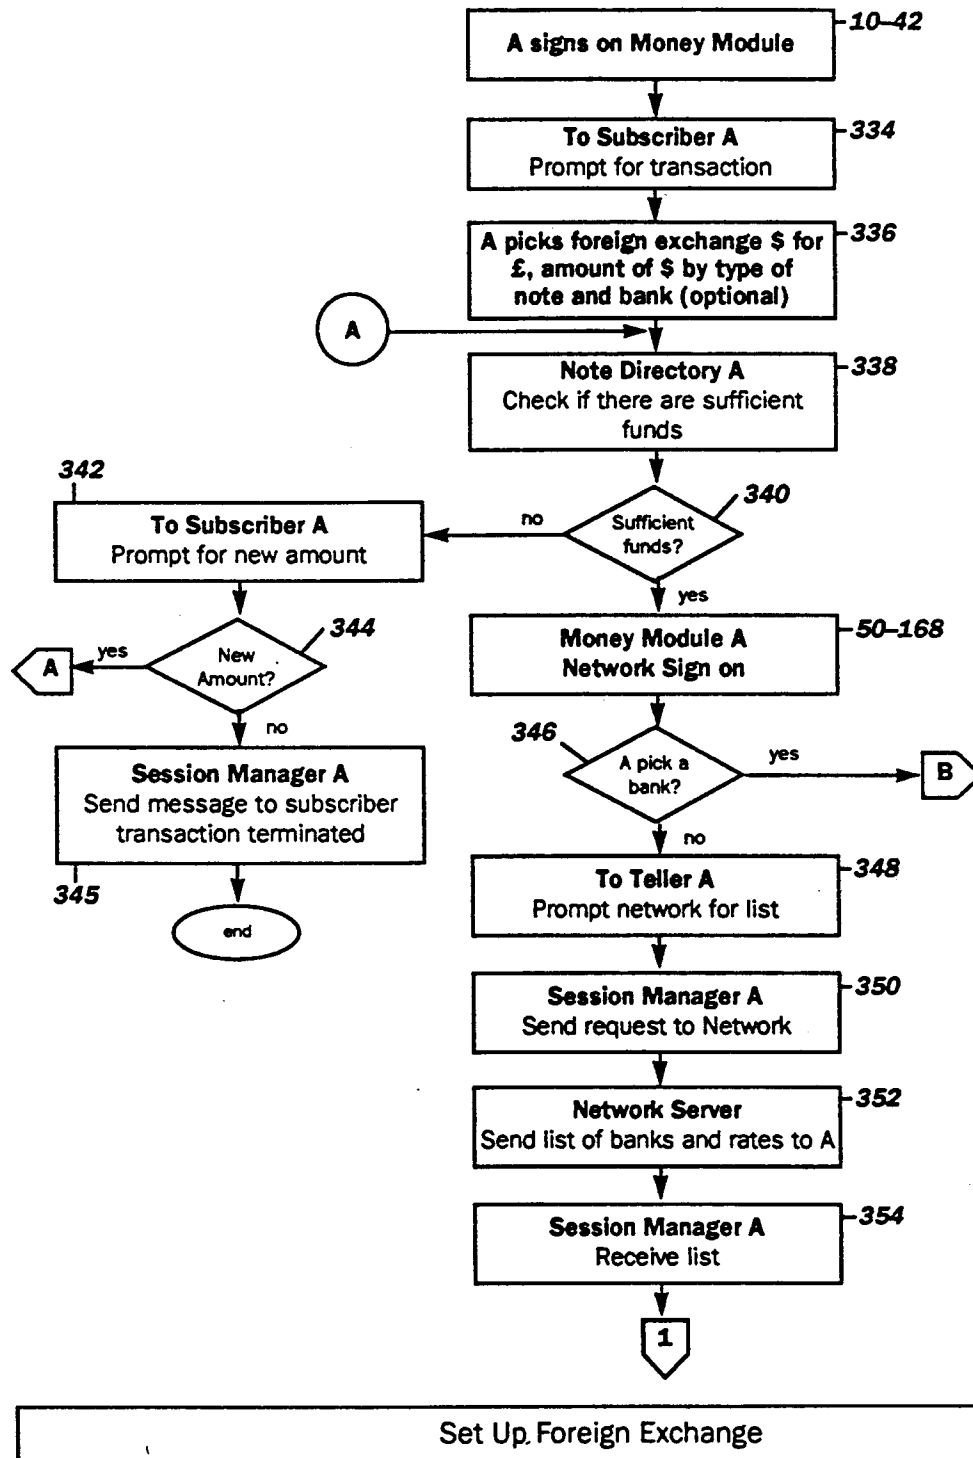 10–42
A signs on Money Module
334
To Subscriber A
Prompt for transaction
336
A picks foreign exchange $ for
£, amount of $ by type of
note and bank (optional)
A
338
Note Directory A
Check if there are sufficient
funds
342
340
To Subscriber A
Prompt for new amount
no
Sufficient
funds?
yes
344
50–168
Money Module A
Network Sign on
A
yes
New
Amount?
no
346
A pick a
bank?
yes
B
no
Session Manager A
Send message to subscriber
transaction terminated
345
end
348
To Teller A
Prompt network for list
350
Session Manager A
Send request to Network
352
Network Server
Send list of banks and rates to A
354
Session Manager A
Receive list
1
Set Up Foreign Exchange